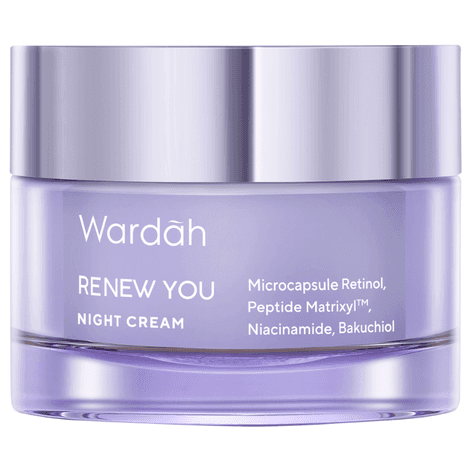 Wardāh
RENEW YOU
NIGHT CREAM
Microcapsule Retinol,
Peptide Matrixyl™,
Niacinamide, Bakuchiol